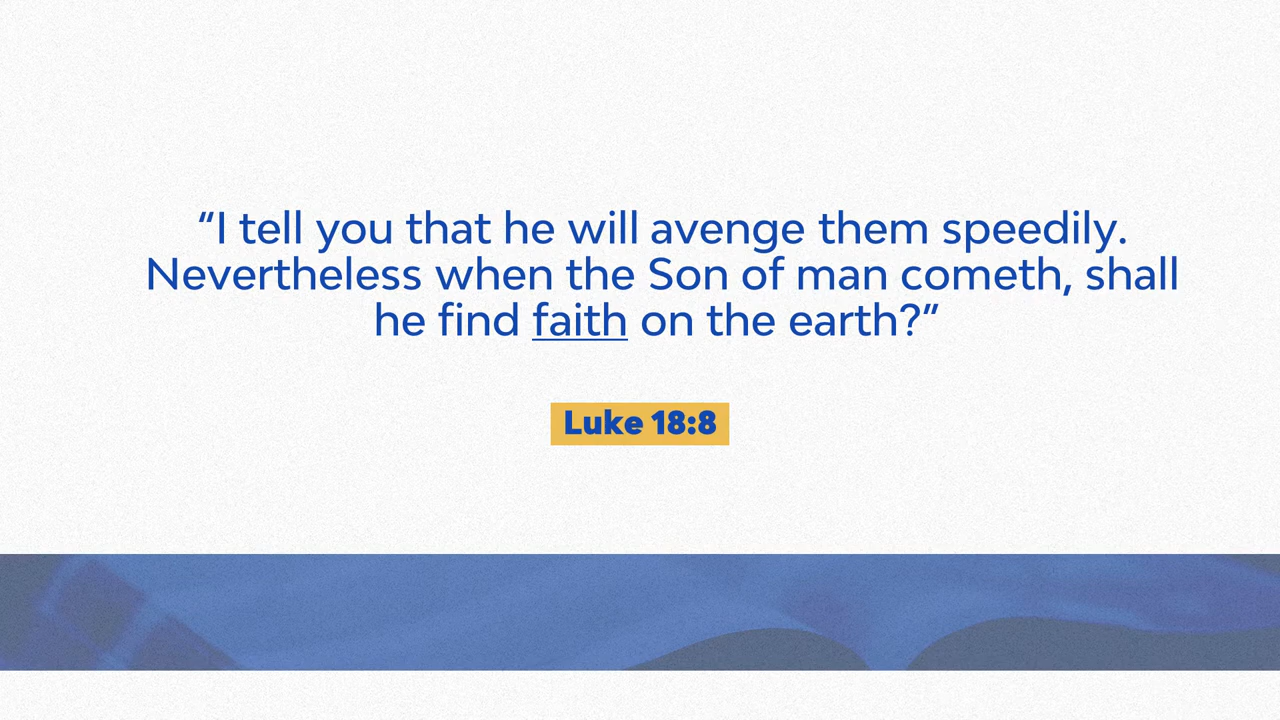 “I tell you that he will avenge them speedily.
Nevertheless when the Son of man cometh, shall
he find faith on the earth?”
Luke 18:8